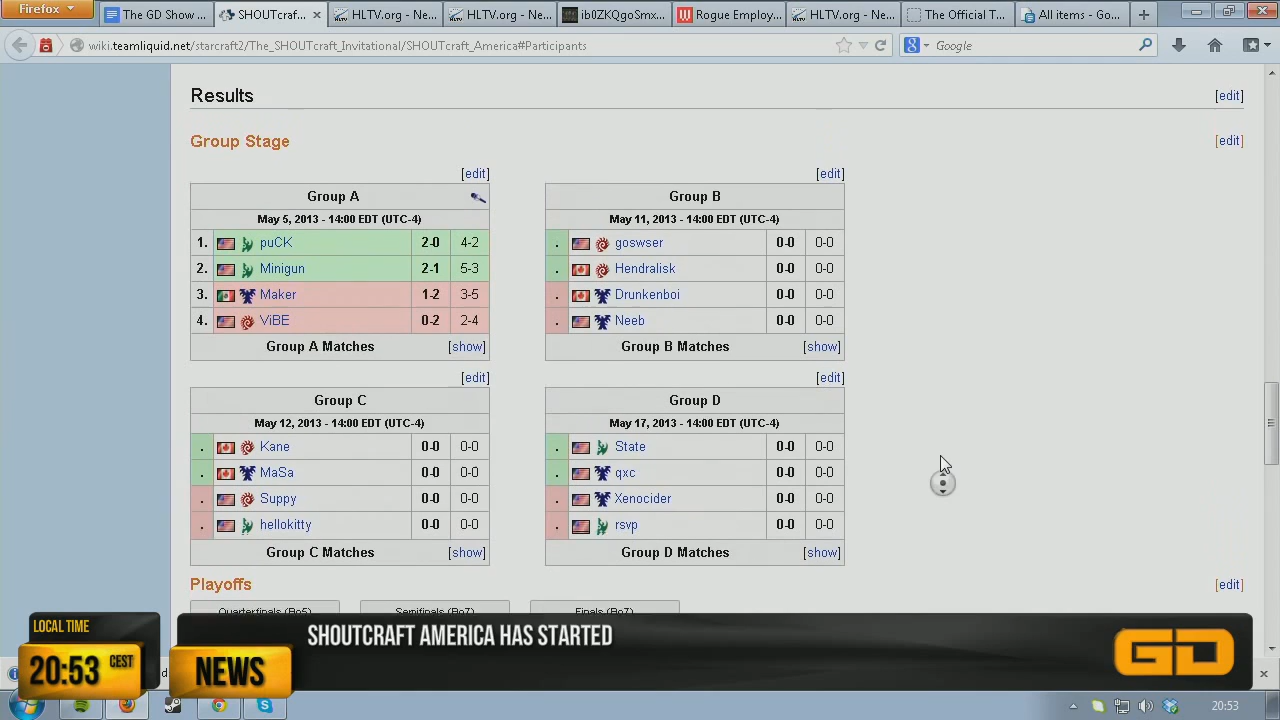 Firefox
The GD Show ...
SHOUTcraf...
HLTV.org - Ne...
HLTV.org - Ne...
ib0ZKQgoSmx...
Rogue Employ...
HLTV.org - Ne...
The Official T...
All items - Go...
wiki.teamliquid.net/starcraft2/The_SHOUTcraft_Invitational/SHOUTcraft_America#Participants
Google
Results [edit]
Group Stage [edit]
[edit] [edit]
Group A
May 5, 2013 - 14:00 EDT (UTC-4)
1. puCK 2-0 4-2
2. Minigun 2-1 5-3
3. Maker 1-2 3-5
4. ViBE 0-2 2-4
Group A Matches [show]
Group B
May 11, 2013 - 14:00 EDT (UTC-4)
. goswser 0-0 0-0
. Hendralisk 0-0 0-0
. Drunkenboi 0-0 0-0
. Neeb 0-0 0-0
Group B Matches [show]
[edit] [edit]
Group C
May 12, 2013 - 14:00 EDT (UTC-4)
. Kane 0-0 0-0
. MaSa 0-0 0-0
. Suppy 0-0 0-0
. hellokitty 0-0 0-0
Group C Matches [show]
Group D
May 17, 2013 - 14:00 EDT (UTC-4)
. State 0-0 0-0
. qxc 0-0 0-0
. Xenocider 0-0 0-0
. rsvp 0-0 0-0
Group D Matches [show]
Playoffs [edit]
Quarterfinals (Bo5) Semifinals (Bo7) Finals (Bo7)
LOCAL TIME
20:53 CEST
NEWS
SHOUTCRAFT AMERICA HAS STARTED
GD
20:53